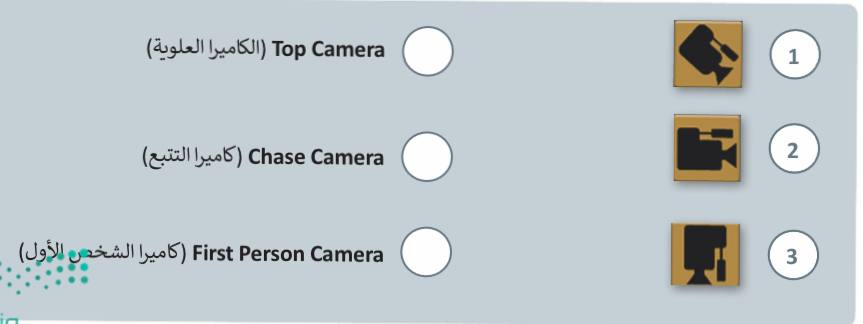 1
Top Camera (الكاميرا العلوية)
2
Chase Camera (كاميرا التتبع)
3
First Person Camera (كاميرا الشخص الأول)